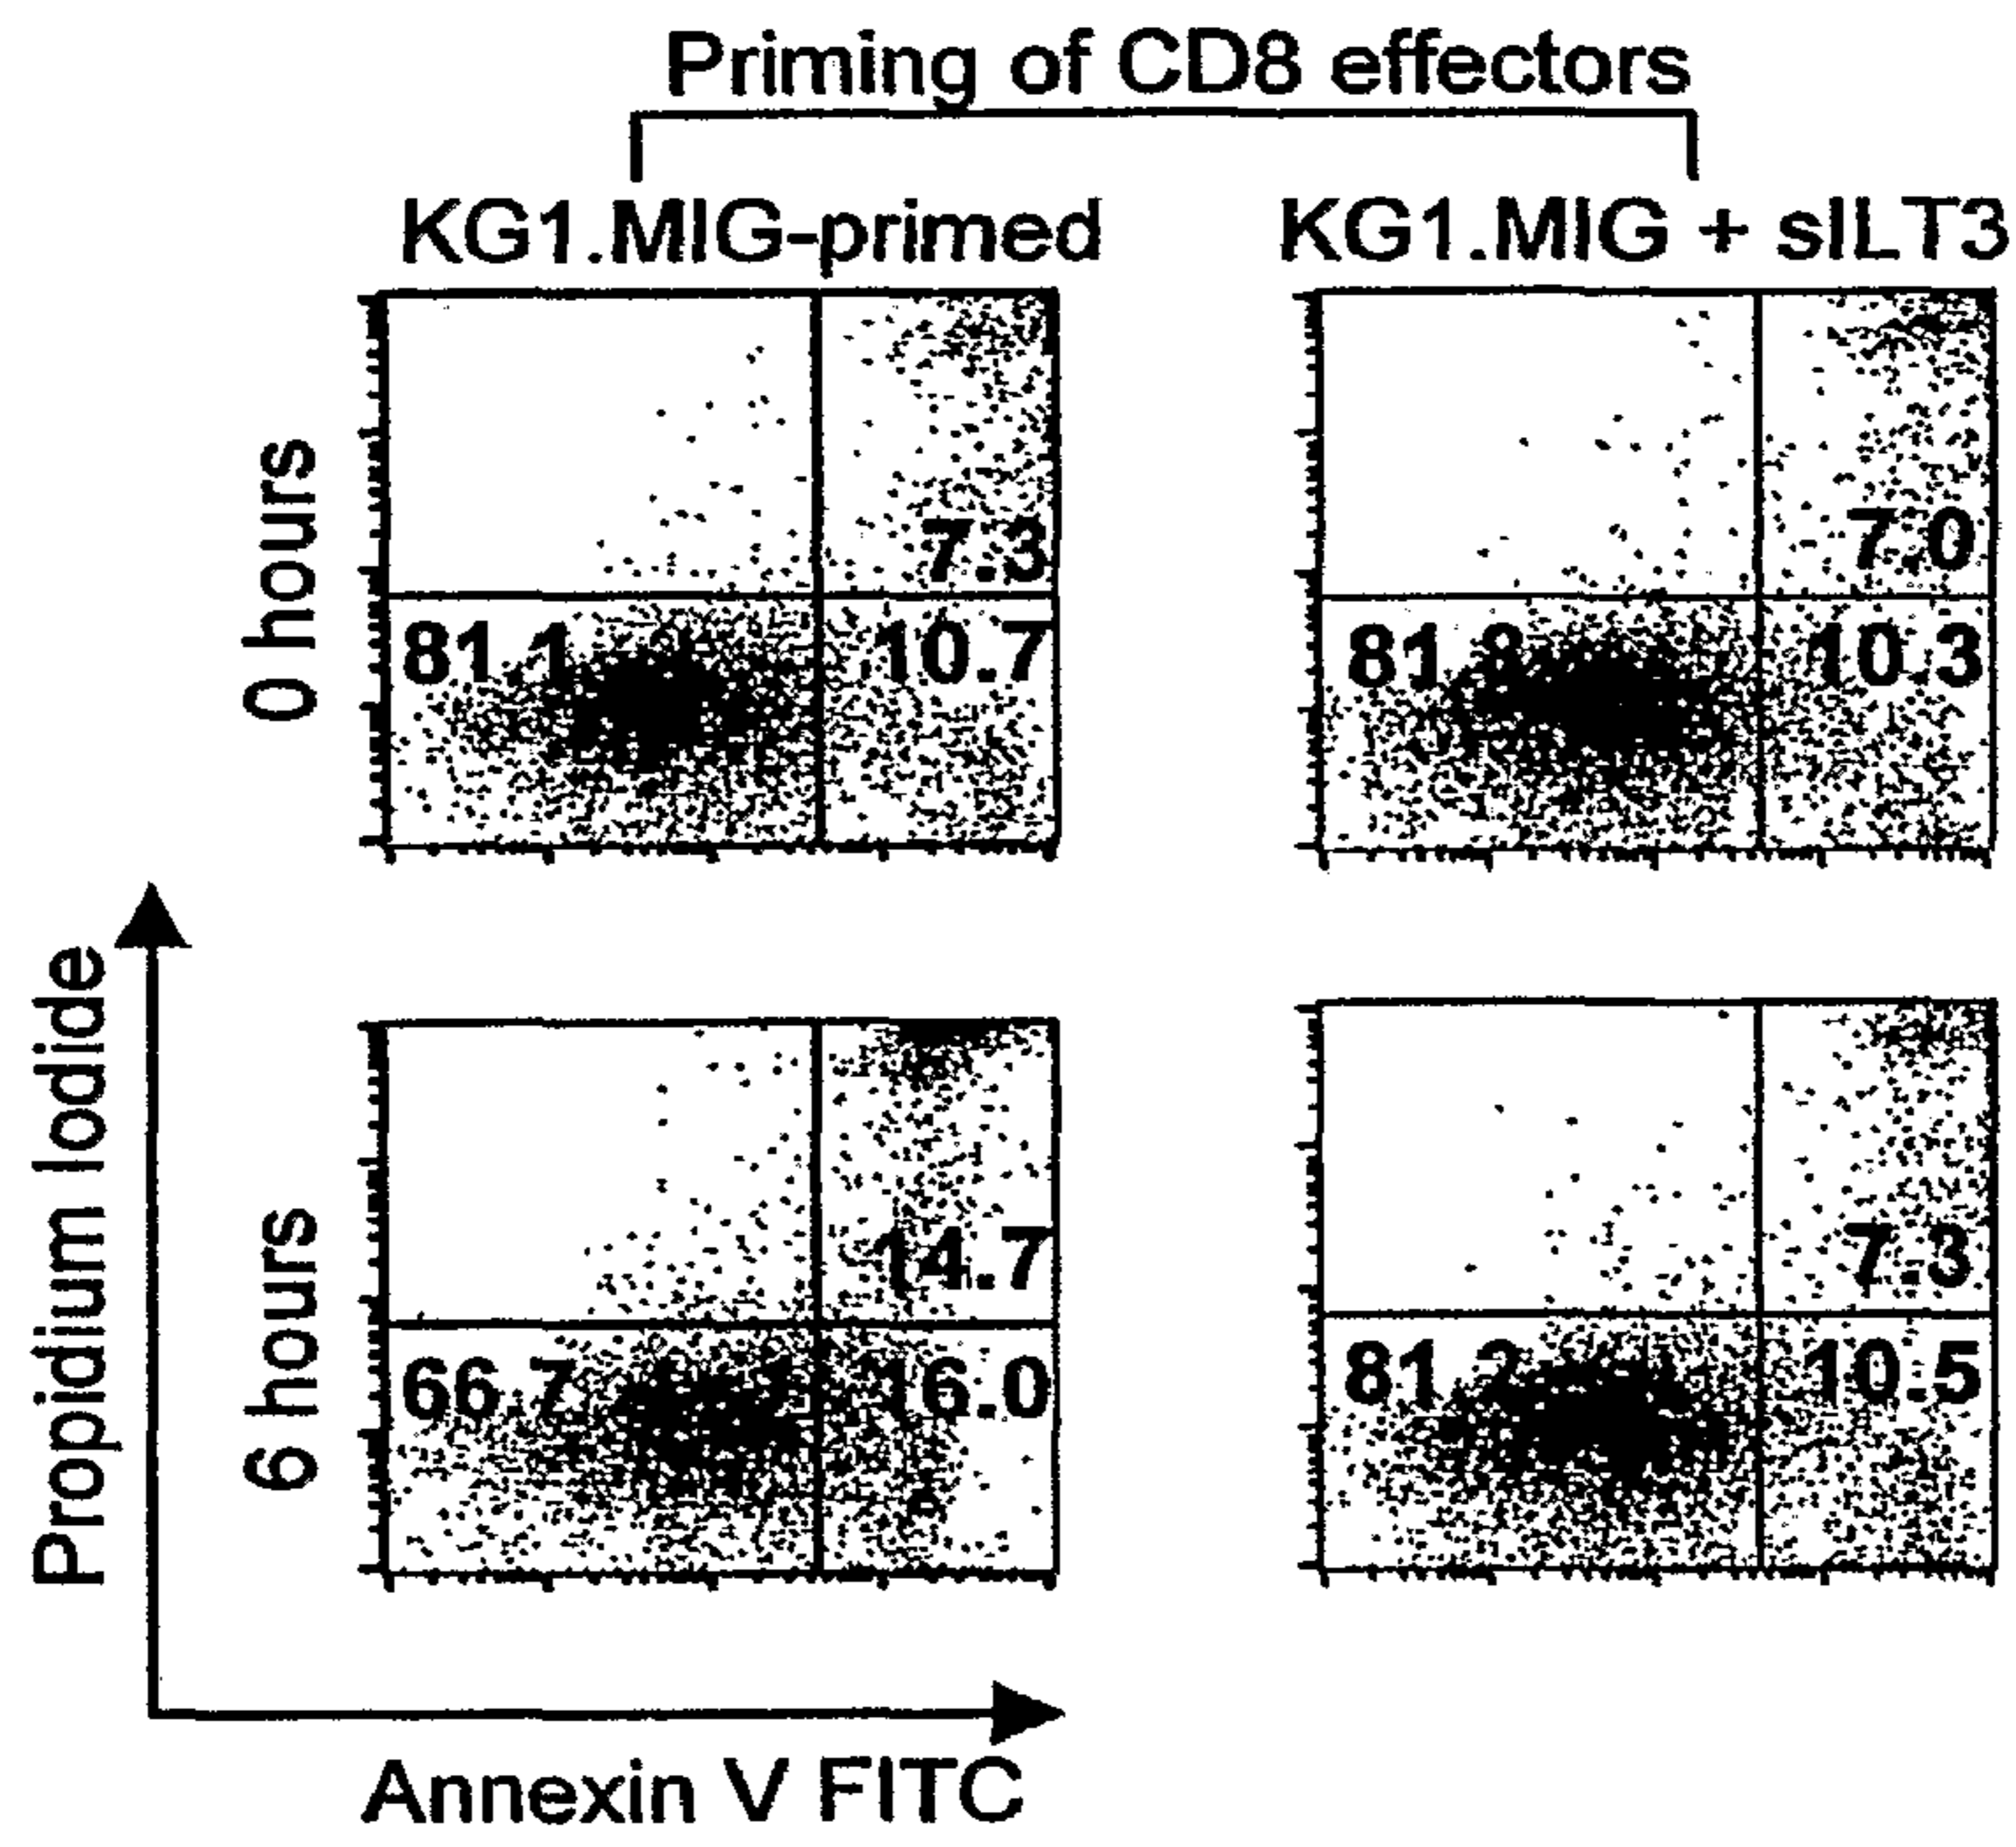 Priming of CD8 effectors
KG1.MIG-primed
KG1.MIG + sILT3
0 hours
7.3
81.1
10.7
7.0
81.8
10.3
Propidium Iodide
6 hours
14.7
66.7
16.0
7.3
81.2
10.5
Annexin V FITC